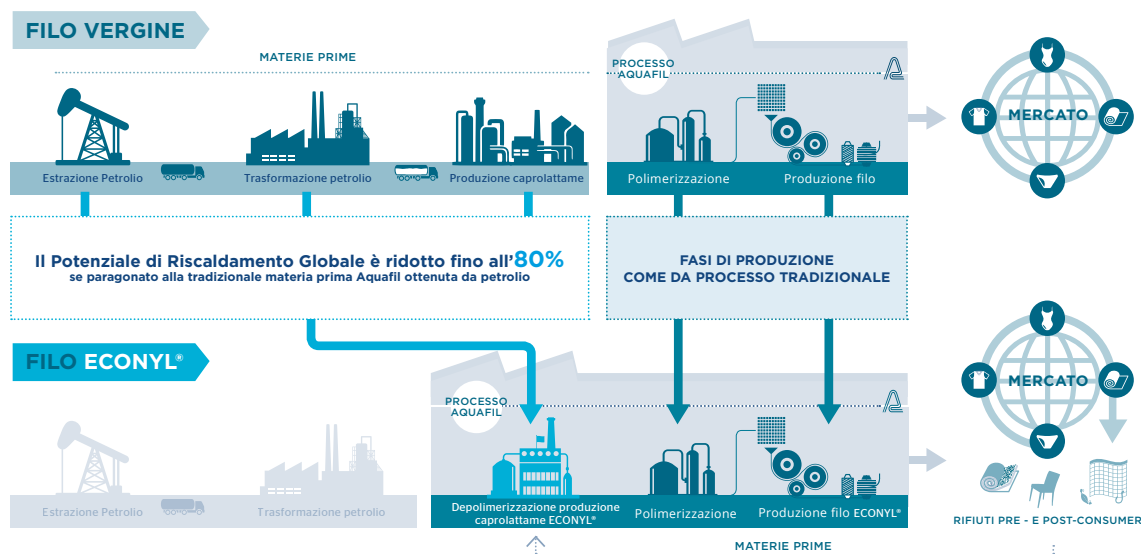 FILO VERGINE
MATERIE PRIME
PROCESSO
AQUAFIL
Estrazione Petrolio
Trasformazione petrolio
Produzione caprolattame
Polimerizzazione
Produzione filo
MERCATO
Il Potenziale di Riscaldamento Globale è ridotto fino all'80%
se paragonato alla tradizionale materia prima Aquafil ottenuta da petrolio
FASI DI PRODUZIONE
COME DA PROCESSO TRADIZIONALE
FILO ECONYL®
PROCESSO
AQUAFIL
Estrazione Petrolio
Trasformazione petrolio
Depolimerizzazione produzione
caprolattame ECONYL®
Polimerizzazione
Produzione filo ECONYL®
MERCATO
RIFIUTI PRE - E POST-CONSUMER
MATERIE PRIME